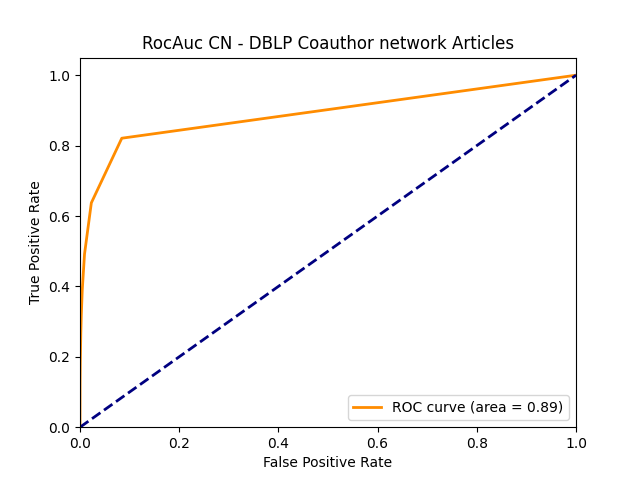 RocAuc CN - DBLP Coauthor network Articles
True Positive Rate
1.0
0.8
0.6
0.4
0.2
0.0
ROC curve (area = 0.89)
0.0 0.2 0.4 0.6 0.8 1.0
False Positive Rate